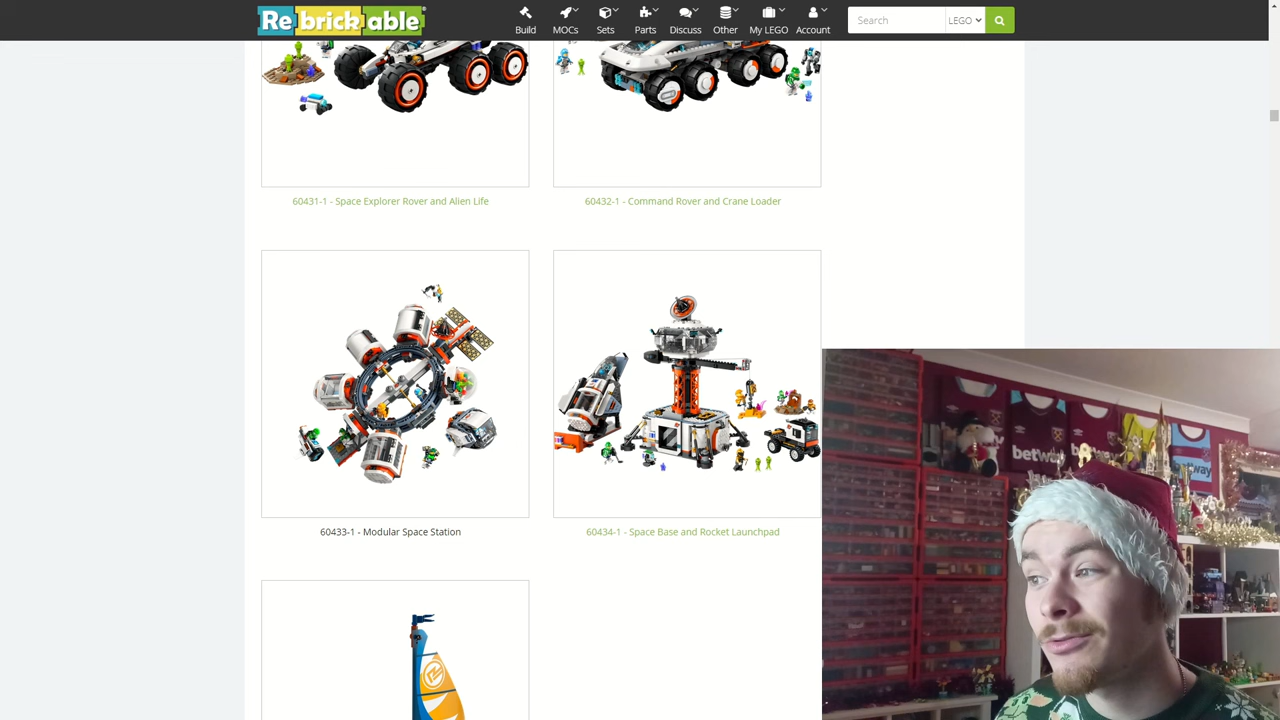 Rebrickable
Build MOCs Sets Parts Discuss Other My LEGO Account
Search LEGO
60431-1 - Space Explorer Rover and Alien Life
60432-1 - Command Rover and Crane Loader
60433-1 - Modular Space Station
60434-1 - Space Base and Rocket Launchpad
betway
betway
betway